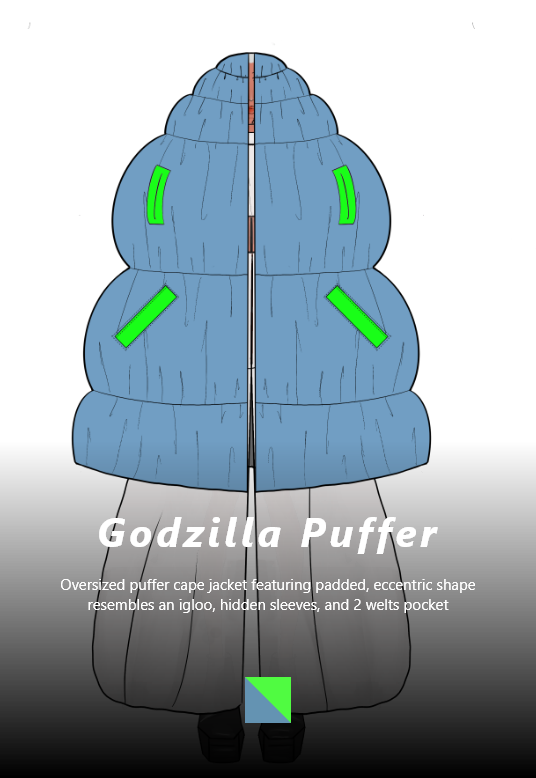 Godzilla Puffer
Oversized puffer cape jacket featuring padded, eccentric shape
resembles an igloo, hidden sleeves, and 2 welts pocket